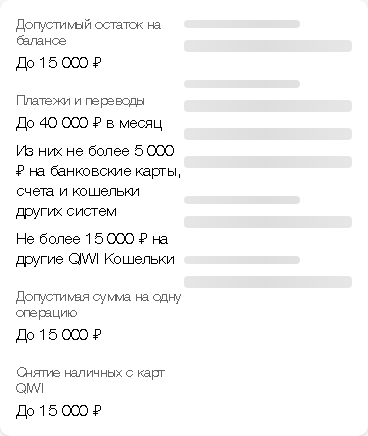 Допустимый остаток на
балансе
До 15 000 ₽
Платежи и переводы
До 40 000 ₽ в месяц
Из них не более 5 000
₽ на банковские карты,
счета и кошельки
других систем
Не более 15 000 ₽ на
другие QIWI Кошельки
Допустимая сумма на одну
операцию
До 15 000 ₽
Снятие наличных с карт
QIWI
До 15 000 ₽